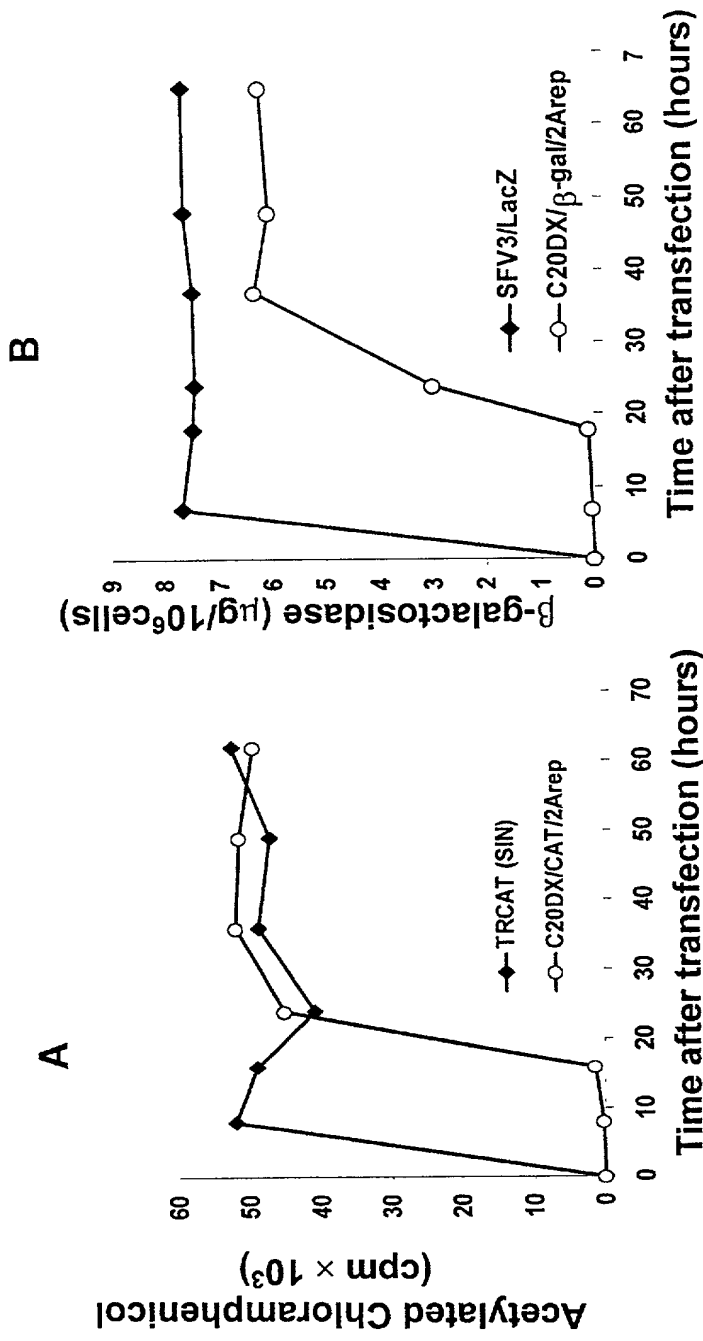 A
Acetylated Chloramphenicol
(cpm × 10³)
60
50
40
30
20
10
0
0 10 20 30 40 50 60 70
Time after transfection (hours)
TRCAT (SIN)
C20DX/CAT/2Arep
B
β-galactosidase (µg/10⁶cells)
9
8
7
6
5
4
3
2
1
0
0 10 20 30 40 50 60 7
Time after transfection (hours)
SFV3/LacZ
C20DX/β-gal/2Arep